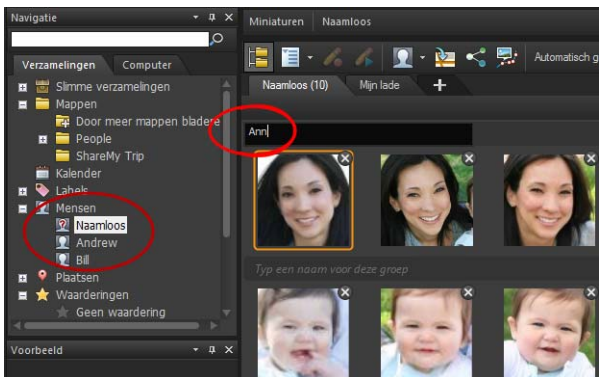 Navigatie
Verzamelingen Computer
Slimme verzamelingen
Mappen
Door meer mappen bladere
People
ShareMy Trip
Kalender
Labels
Mensen
Naamloos
Andrew
Bill
Plaatsen
Waarderingen
Geen waardering
Voorbeeld
Miniaturen Naamloos
Automatisch g
Naamloos (10) Mijn lade
Ann
Typ een naam voor deze groep